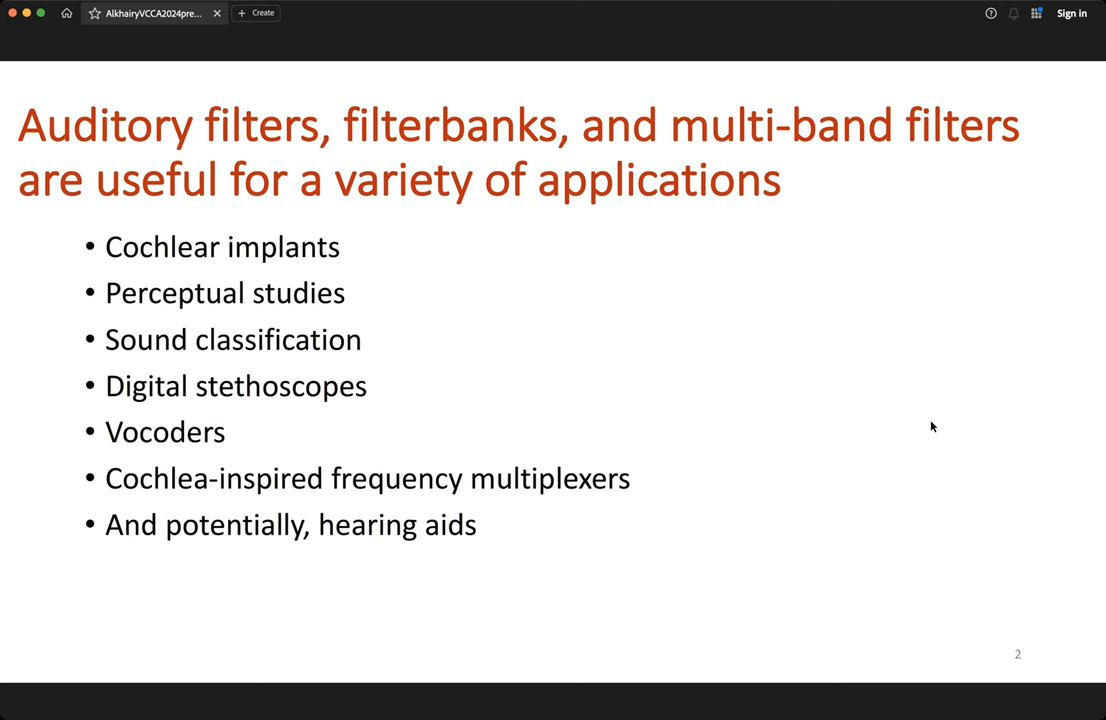 AlkhairyVCCA2024pre...
Create
Sign in
Auditory filters, filterbanks, and multi-band filters
are useful for a variety of applications
• Cochlear implants
• Perceptual studies
• Sound classification
• Digital stethoscopes
• Vocoders
• Cochlea-inspired frequency multiplexers
• And potentially, hearing aids
2